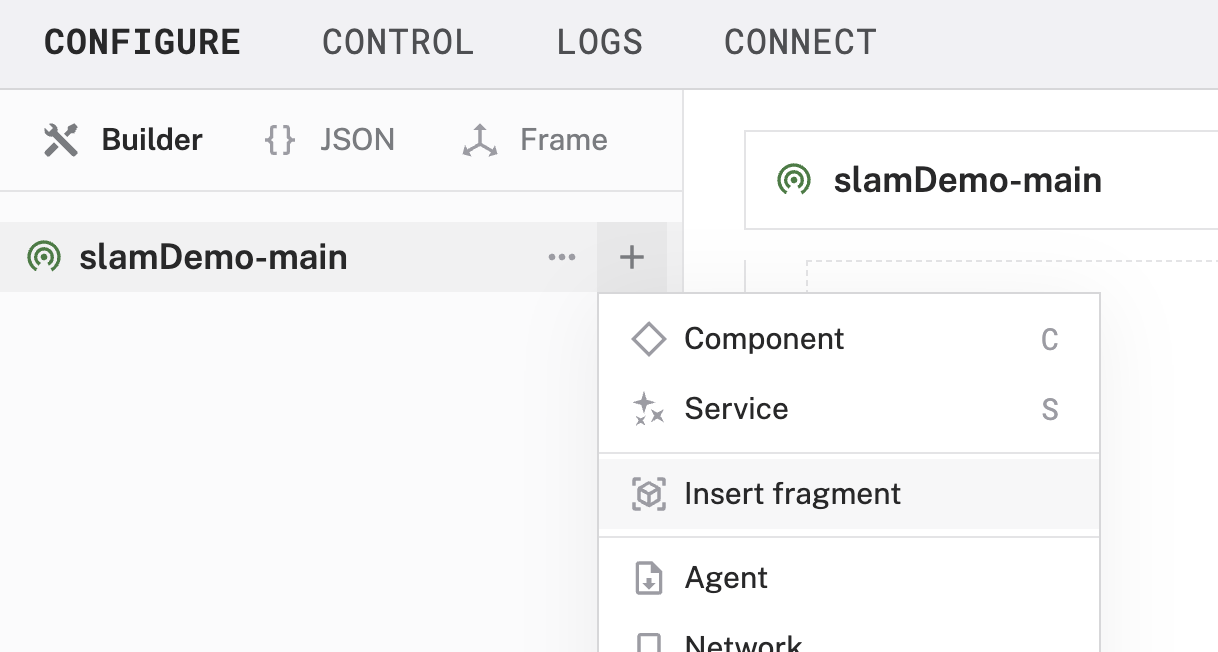 CONFIGURE CONTROL LOGS CONNECT
Builder {} JSON Frame
slamDemo-main
slamDemo-main
Component C
Service S
Insert fragment
Agent
Network